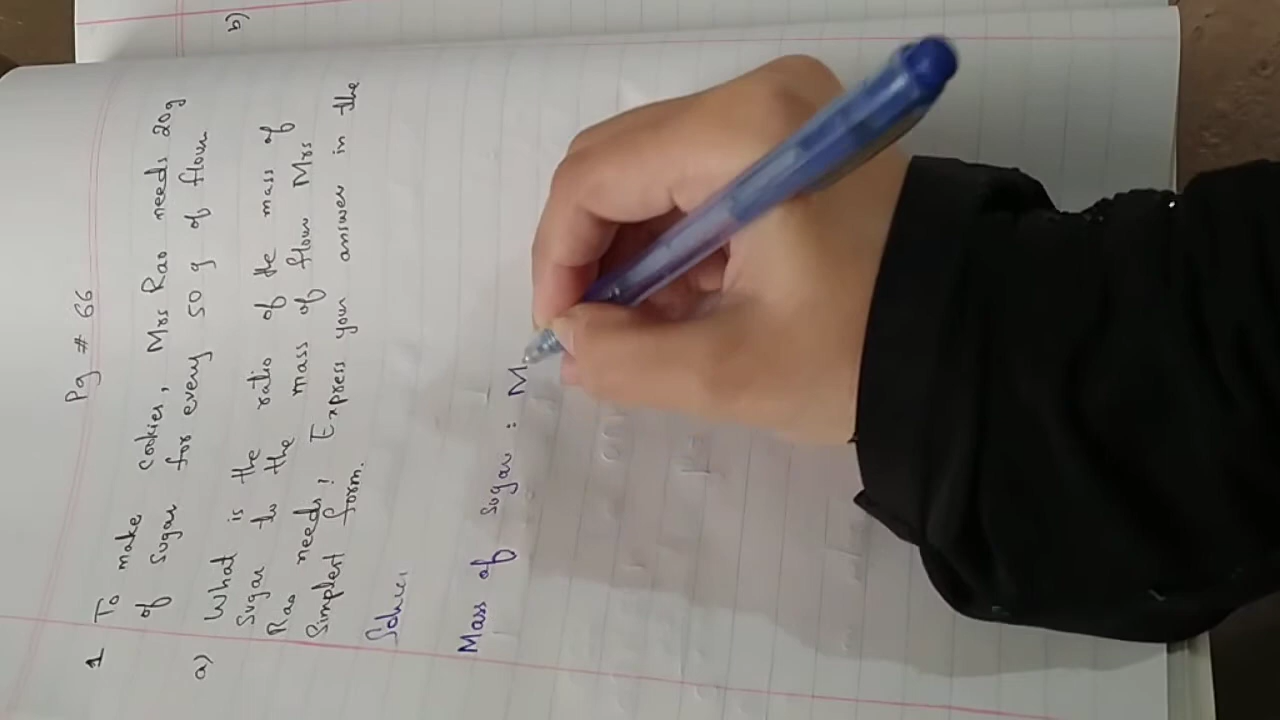 Pg # 66
1 To make cookies, Mrs Rao needs 20g
of sugar for every 50 g of flour
a) What is the ratio of the mass of
Sugar to the mass of flour Mrs
Rao needs? Express your answer in the
Simplest form.
Mass of sugar : M
b)